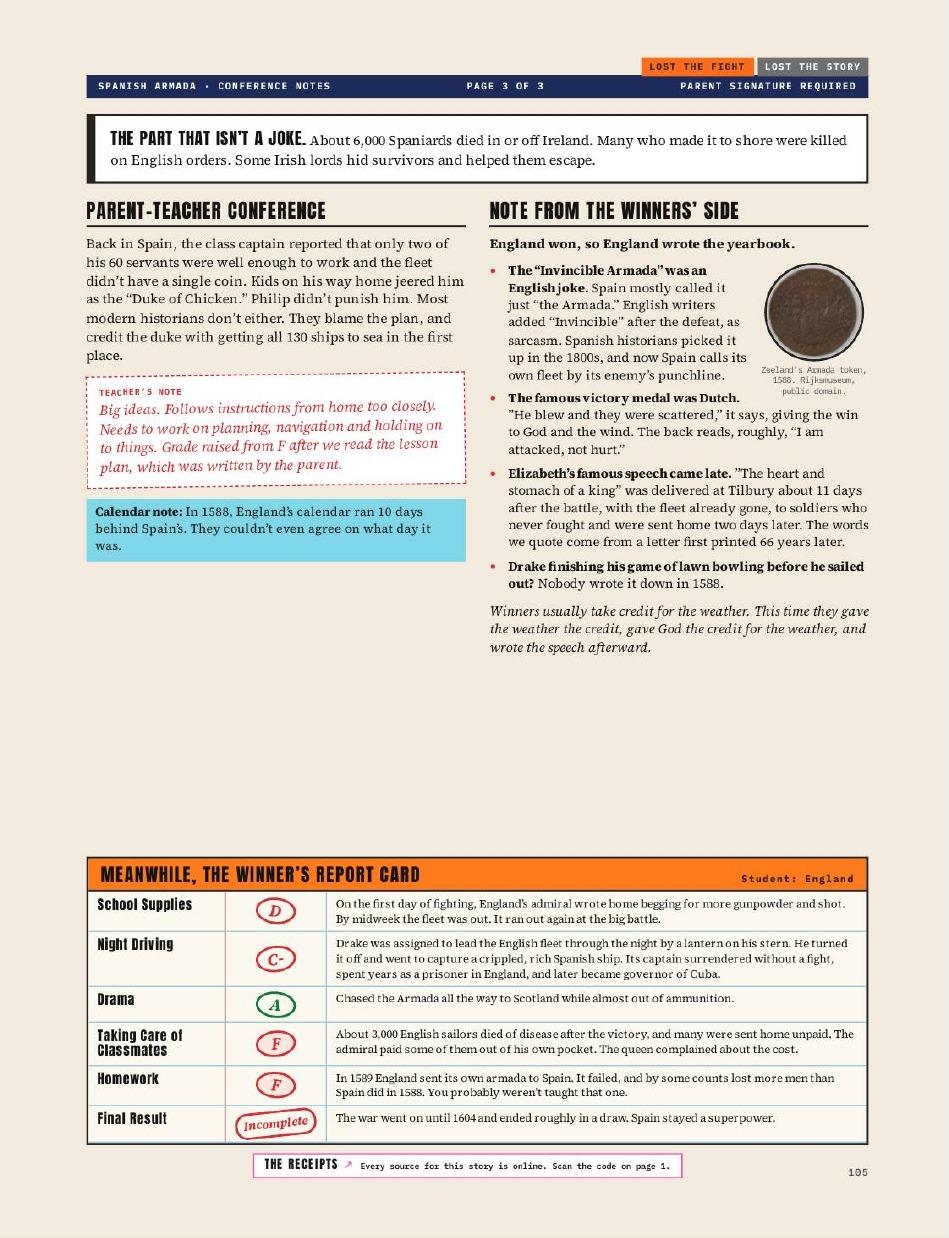 LOST THE FIGHT LOST THE STORY
SPANISH ARMADA · CONFERENCE NOTES PAGE 3 OF 3 PARENT SIGNATURE REQUIRED
THE PART THAT ISN'T A JOKE. About 6,000 Spaniards died in or off Ireland. Many who made it to shore were killed
on English orders. Some Irish lords hid survivors and helped them escape.
PARENT-TEACHER CONFERENCE
Back in Spain, the class captain reported that only two of
his 60 servants were well enough to work and the fleet
didn't have a single coin. Kids on his way home jeered him
as the “Duke of Chicken.” Philip didn't punish him. Most
modern historians don't either. They blame the plan, and
credit the duke with getting all 130 ships to sea in the first
place.
TEACHER'S NOTE
Big ideas. Follows instructions from home too closely.
Needs to work on planning, navigation and holding on
to things. Grade raised from F after we read the lesson
plan, which was written by the parent.
Calendar note: In 1588, England's calendar ran 10 days
behind Spain's. They couldn't even agree on what day it
was.
NOTE FROM THE WINNERS' SIDE
England won, so England wrote the yearbook.
• The “Invincible Armada” was an
English joke. Spain mostly called it
just “the Armada.” English writers
added “Invincible” after the defeat, as
sarcasm. Spanish historians picked it
up in the 1800s, and now Spain calls its
own fleet by its enemy's punchline.
Zeeland's Armada token,
1588. Rijksmuseum,
public domain.
• The famous victory medal was Dutch.
”He blew and they were scattered,” it says, giving the win
to God and the wind. The back reads, roughly, “I am
attacked, not hurt.”
• Elizabeth's famous speech came late. ”The heart and
stomach of a king” was delivered at Tilbury about 11 days
after the battle, with the fleet already gone, to soldiers who
never fought and were sent home two days later. The words
we quote come from a letter first printed 66 years later.
• Drake finishing his game of lawn bowling before he sailed
out? Nobody wrote it down in 1588.
Winners usually take credit for the weather. This time they gave
the weather the credit, gave God the credit for the weather, and
wrote the speech afterward.
MEANWHILE, THE WINNER'S REPORT CARD Student: England
School Supplies D On the first day of fighting, England's admiral wrote home begging for more gunpowder and shot.
By midweek the fleet was out. It ran out again at the big battle.
Night Driving C- Drake was assigned to lead the English fleet through the night by a lantern on his stern. He turned
it off and went to capture a crippled, rich Spanish ship. Its captain surrendered without a fight,
spent years as a prisoner in England, and later became governor of Cuba.
Drama A Chased the Armada all the way to Scotland while almost out of ammunition.
Taking Care of
Classmates F About 3,000 English sailors died of disease after the victory, and many were sent home unpaid. The
admiral paid some of them out of his own pocket. The queen complained about the cost.
Homework F In 1589 England sent its own armada to Spain. It failed, and by some counts lost more men than
Spain did in 1588. You probably weren't taught that one.
Final Result Incomplete The war went on until 1604 and ended roughly in a draw. Spain stayed a superpower.
THE RECEIPTS ↗ Every source for this story is online. Scan the code on page 1.
105